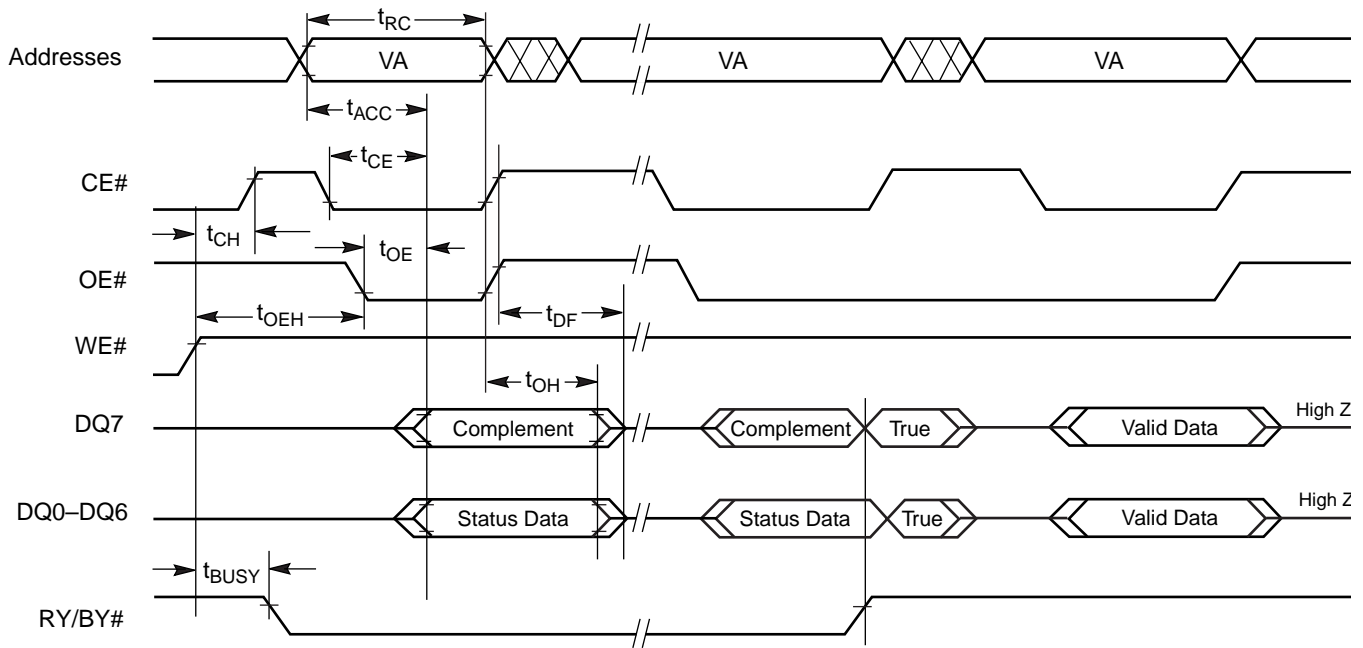 tRC
Addresses VA VA VA
tACC
tCE
CE#
tCH tOE
OE#
tOEH tDF
WE#
tOH
DQ7 Complement Complement True Valid Data High Z
DQ0–DQ6 Status Data Status Data True Valid Data High Z
tBUSY
RY/BY#